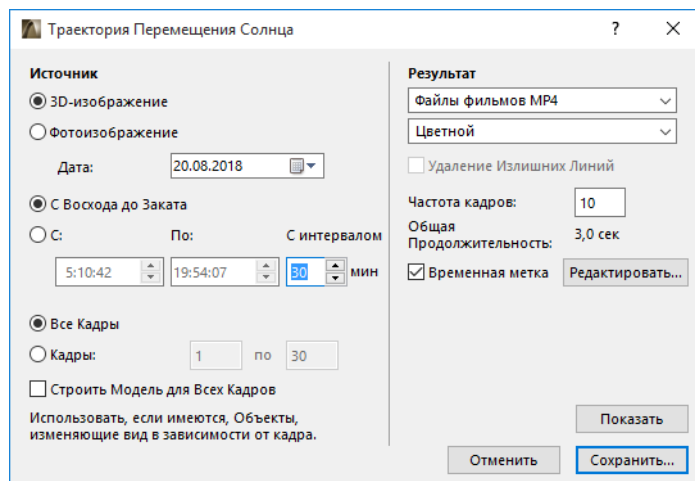 Траектория Перемещения Солнца
Источник
3D-изображение
Фотоизображение
Дата: 20.08.2018
С Восхода до Заката
С: По: С интервалом
5:10:42 19:54:07 30 мин
Все Кадры
Кадры: 1 по 30
Строить Модель для Всех Кадров
Использовать, если имеются, Объекты,
изменяющие вид в зависимости от кадра.
Результат
Файлы фильмов MP4
Цветной
Удаление Излишних Линий
Частота кадров: 10
Общая
Продолжительность: 3,0 сек
Временная метка Редактировать...
Показать
Отменить Сохранить...